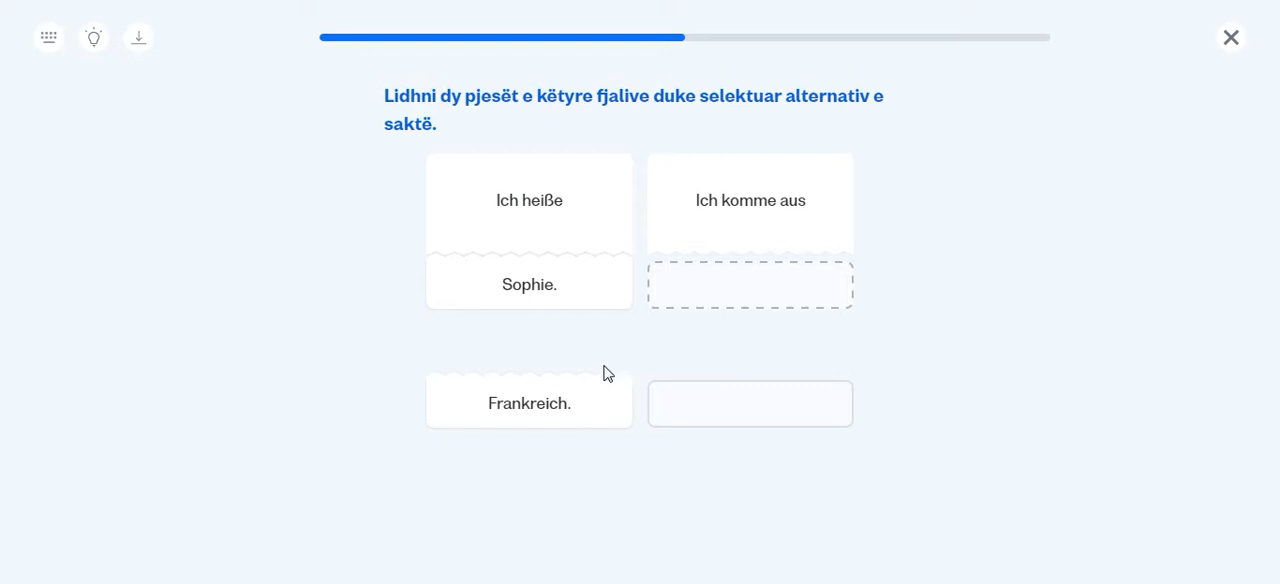 Lidhni dy pjesët e këtyre fjalive duke selektuar alternativ e
saktë.
Ich heiße
Ich komme aus
Sophie.
Frankreich.